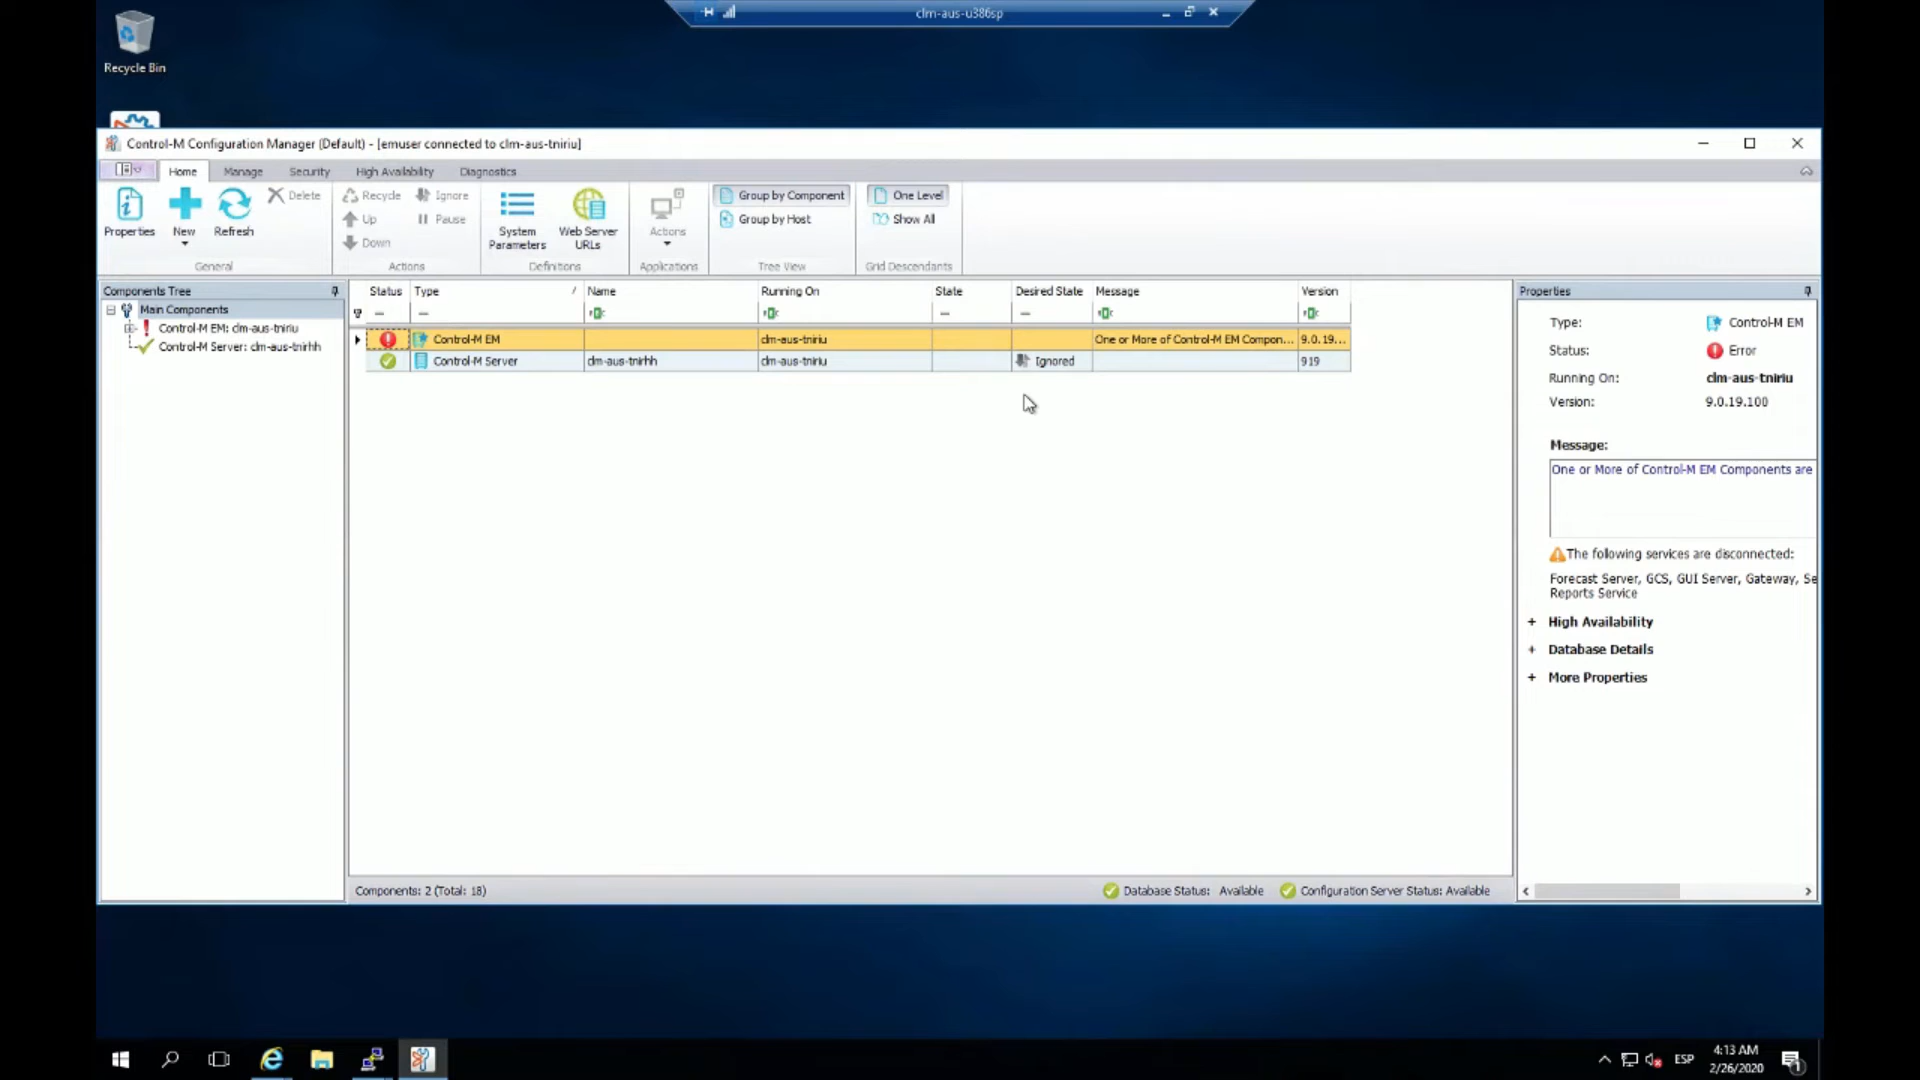 clm-aus-u386sp
Recycle Bin
Control-M Configuration Manager (Default) - [emuser connected to clm-aus-tniriu]
Home Manage Security High Availability Diagnostics
Properties
New
Refresh
Delete
General
Recycle
Ignore
Up
Pause
Down
Actions
System
Parameters
Web Server
URLs
Definitions
Actions
Applications
Group by Component
Group by Host
Tree View
One Level
Show All
Grid Descendants
Components Tree
Main Components
Control-M EM: clm-aus-tniriu
Control-M Server: clm-aus-tnirhh
Status Type / Name Running On State Desired State Message Version
Control-M EM clm-aus-tniriu One or More of Control-M EM Compon... 9.0.19...
Control-M Server clm-aus-tnirhh clm-aus-tniriu Ignored 919
Components: 2 (Total: 18)
Database Status: Available
Configuration Server Status: Available
Properties
Type: Control-M EM
Status: Error
Running On: clm-aus-tniriu
Version: 9.0.19.100
Message:
One or More of Control-M EM Components are
The following services are disconnected:
Forecast Server, GCS, GUI Server, Gateway, Se
Reports Service
+ High Availability
+ Database Details
+ More Properties
ESP
4:13 AM
2/26/2020
1